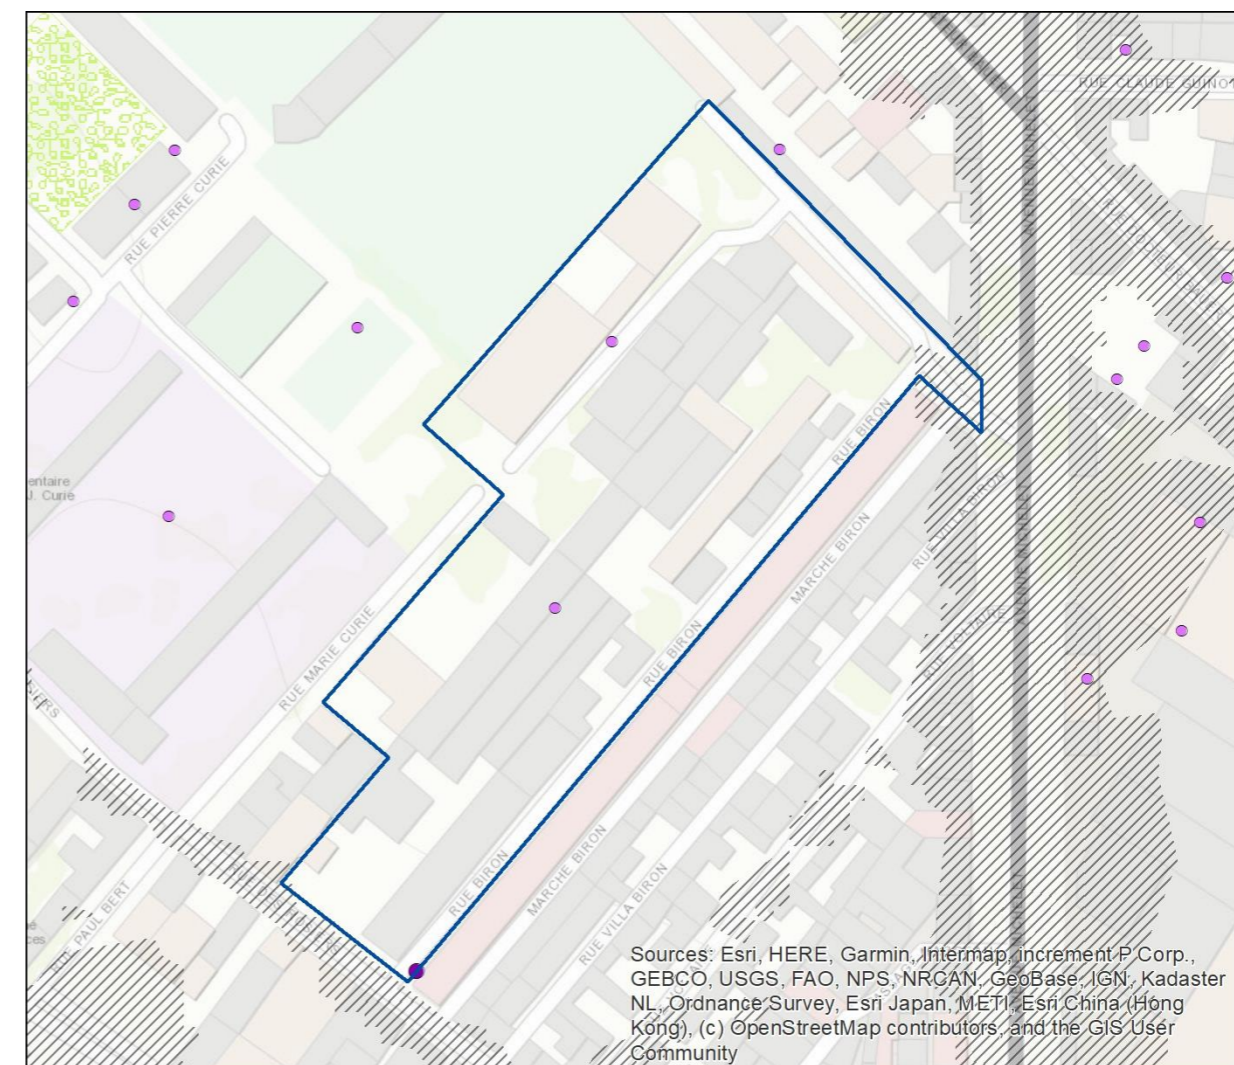 RUE CLAUDE GUINOT
RUE PIERRE CURIE
entaire
J. Curie
RUE BIRON
MARCHE BIRON
RUE VILLA BIRON
RUE VOLTAIRE
RUE BIRON
RUE MARIE CURIE
RUE BIRON
MARCHE BIRON
RUE VILLA BIRON
RUE PAUL BERT
Sources: Esri, HERE, Garmin, Intermap, increment P Corp.,
GEBCO, USGS, FAO, NPS, NRCAN, GeoBase, IGN, Kadaster
NL, Ordnance Survey, Esri Japan, METI, Esri China (Hong
Kong), (c) OpenStreetMap contributors, and the GIS User
Community